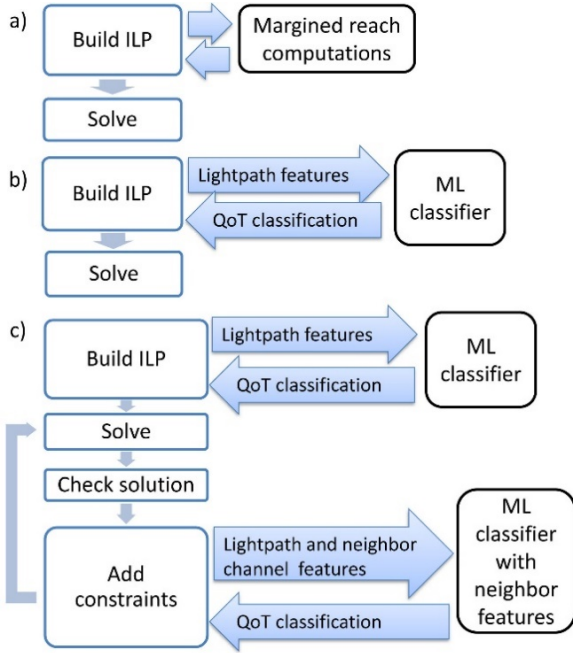 a)
Build ILP
Margined reach
computations
Solve
b)
Build ILP
Lightpath features
QoT classification
ML
classifier
Solve
c)
Build ILP
Lightpath features
QoT classification
ML
classifier
Solve
Check solution
Add
constraints
Lightpath and neighbor
channel features
QoT classification
ML
classifier
with
neighbor
features